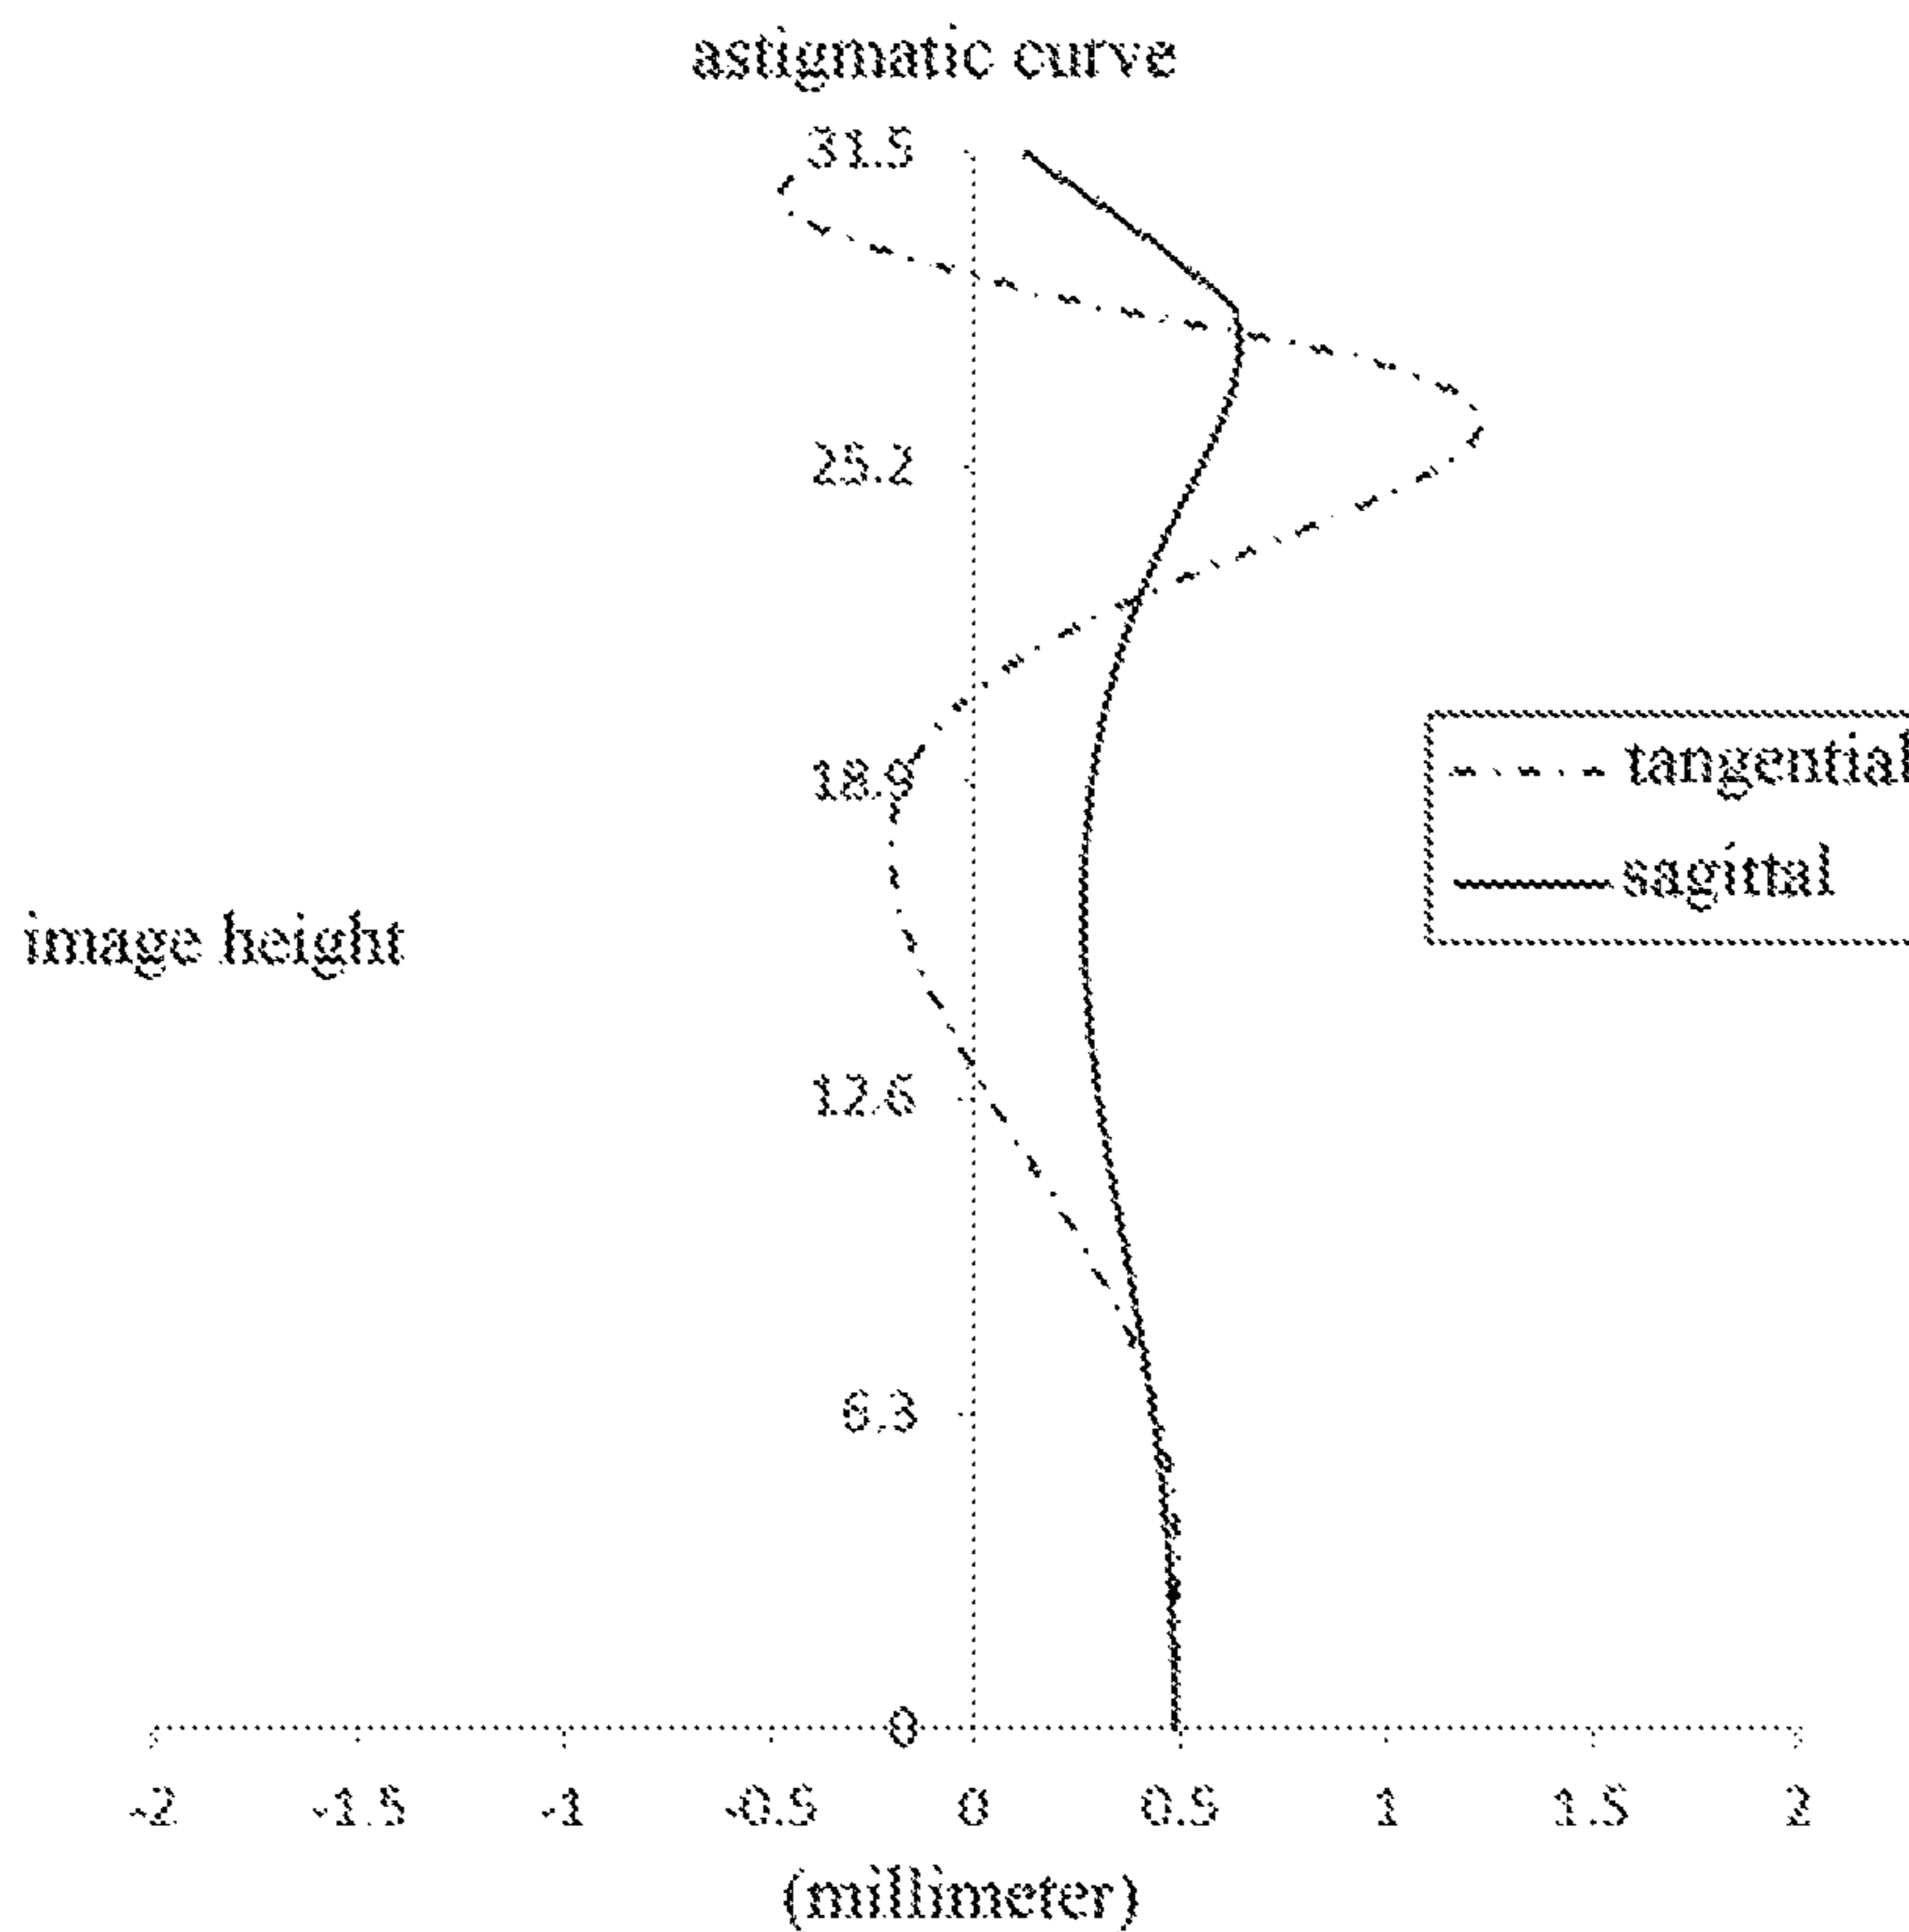 astigmatic curve
31.5
25.2
18.9
tangential
sagittal
image height
12.6
6.3
0
-2 -1.5 -1 -0.5 0 0.5 1 1.5 2
(millimeter)